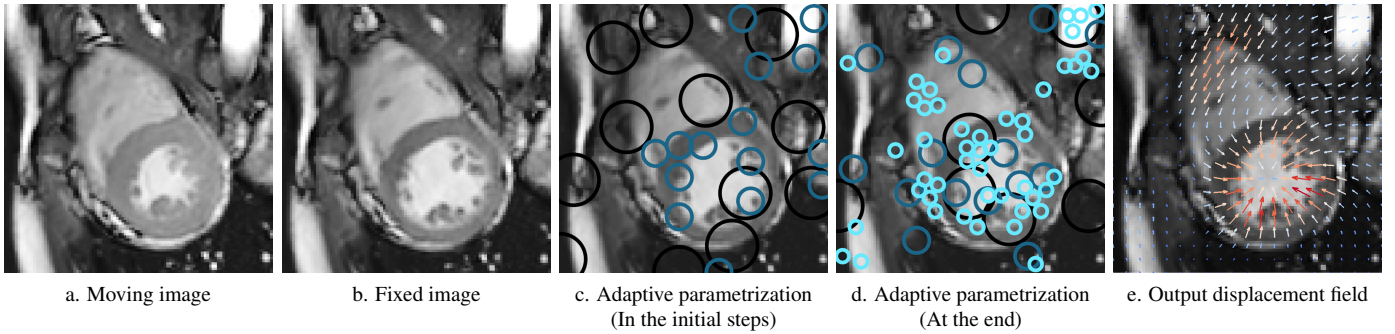 a. Moving image
b. Fixed image
c. Adaptive parametrization
(In the initial steps)
d. Adaptive parametrization
(At the end)
e. Output displacement field